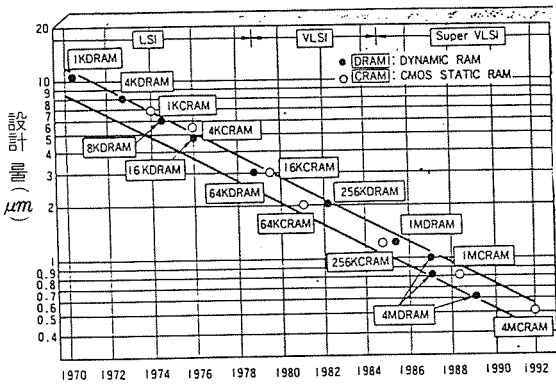 LSI VLSI Super VLSI
20
10
9
8
7
6
5
4
3
2
1
0.9
0.8
0.7
0.6
0.5
0.4
設計 룰 (μm)
● DRAM : DYNAMIC RAM
○ CRAM : CMOS STATIC RAM
1KDRAM
4KDRAM
1KCRAM
4KCRAM
8KDRAM
16KDRAM
16KCRAM
64KDRAM
256KDRAM
64KCRAM
1MDRAM
256KCRAM
1MCRAM
4MDRAM
4MCRAM
1970 1972 1974 1976 1978 1980 1982 1984 1986 1988 1990 1992